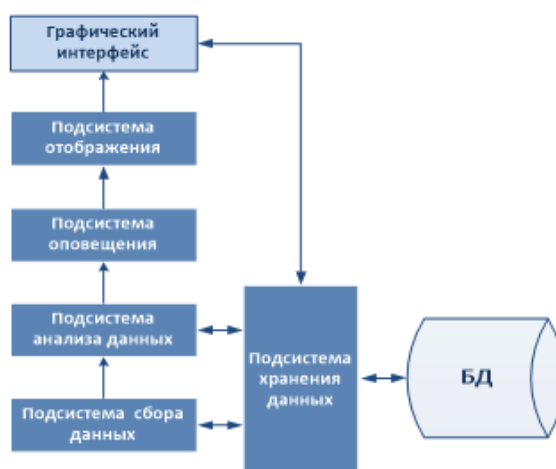 Графический
интерфейс
Подсистема
отображения
Подсистема
оповещения
Подсистема
анализа данных
Подсистема сбора
данных
Подсистема
хранения
данных
БД